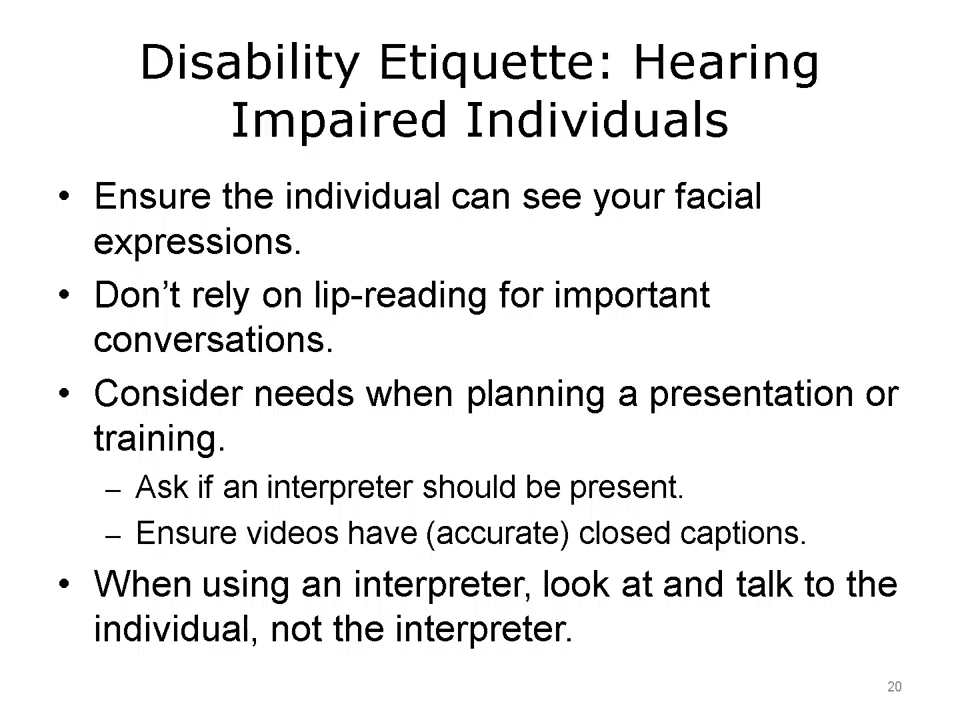 Disability Etiquette: Hearing
Impaired Individuals
• Ensure the individual can see your facial
expressions.
• Don’t rely on lip-reading for important
conversations.
• Consider needs when planning a presentation or
training.
– Ask if an interpreter should be present.
– Ensure videos have (accurate) closed captions.
• When using an interpreter, look at and talk to the
individual, not the interpreter.
20